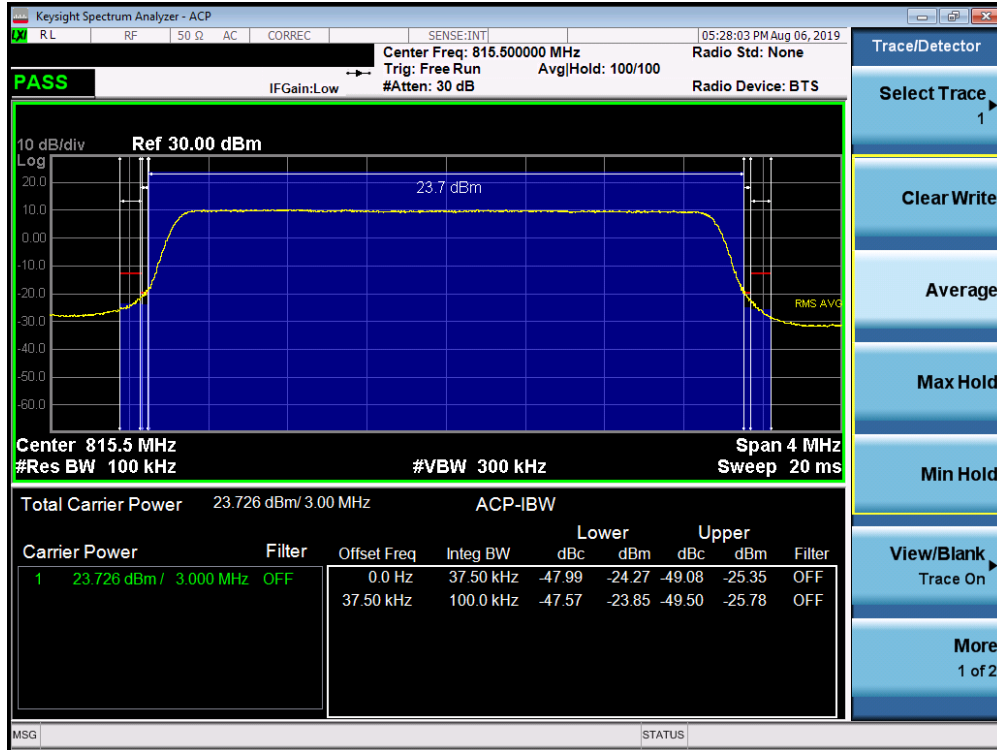 Keysight Spectrum Analyzer - ACP
LXI RL RF 50 Ω AC CORREC SENSE:INT 05:28:03 PM Aug 06, 2019
Center Freq: 815.500000 MHz Radio Std: None
Trig: Free Run Avg|Hold: 100/100
PASS IFGain:Low #Atten: 30 dB Radio Device: BTS
10 dB/div Ref 30.00 dBm
Log
20.0
23.7 dBm
10.0
0.00
-10.0
-20.0
RMS AVG
-30.0
-40.0
-50.0
-60.0
Center 815.5 MHz Span 4 MHz
#Res BW 100 kHz #VBW 300 kHz Sweep 20 ms
Total Carrier Power 23.726 dBm/ 3.00 MHz ACP-IBW
Lower Upper
Carrier Power Filter Offset Freq Integ BW dBc dBm dBc dBm Filter
1 23.726 dBm / 3.000 MHz OFF 0.0 Hz 37.50 kHz -47.99 -24.27 -49.08 -25.35 OFF
37.50 kHz 100.0 kHz -47.57 -23.85 -49.50 -25.78 OFF
MSG STATUS
Trace/Detector
Select Trace
1
Clear Write
Average
Max Hold
Min Hold
View/Blank
Trace On
More
1 of 2